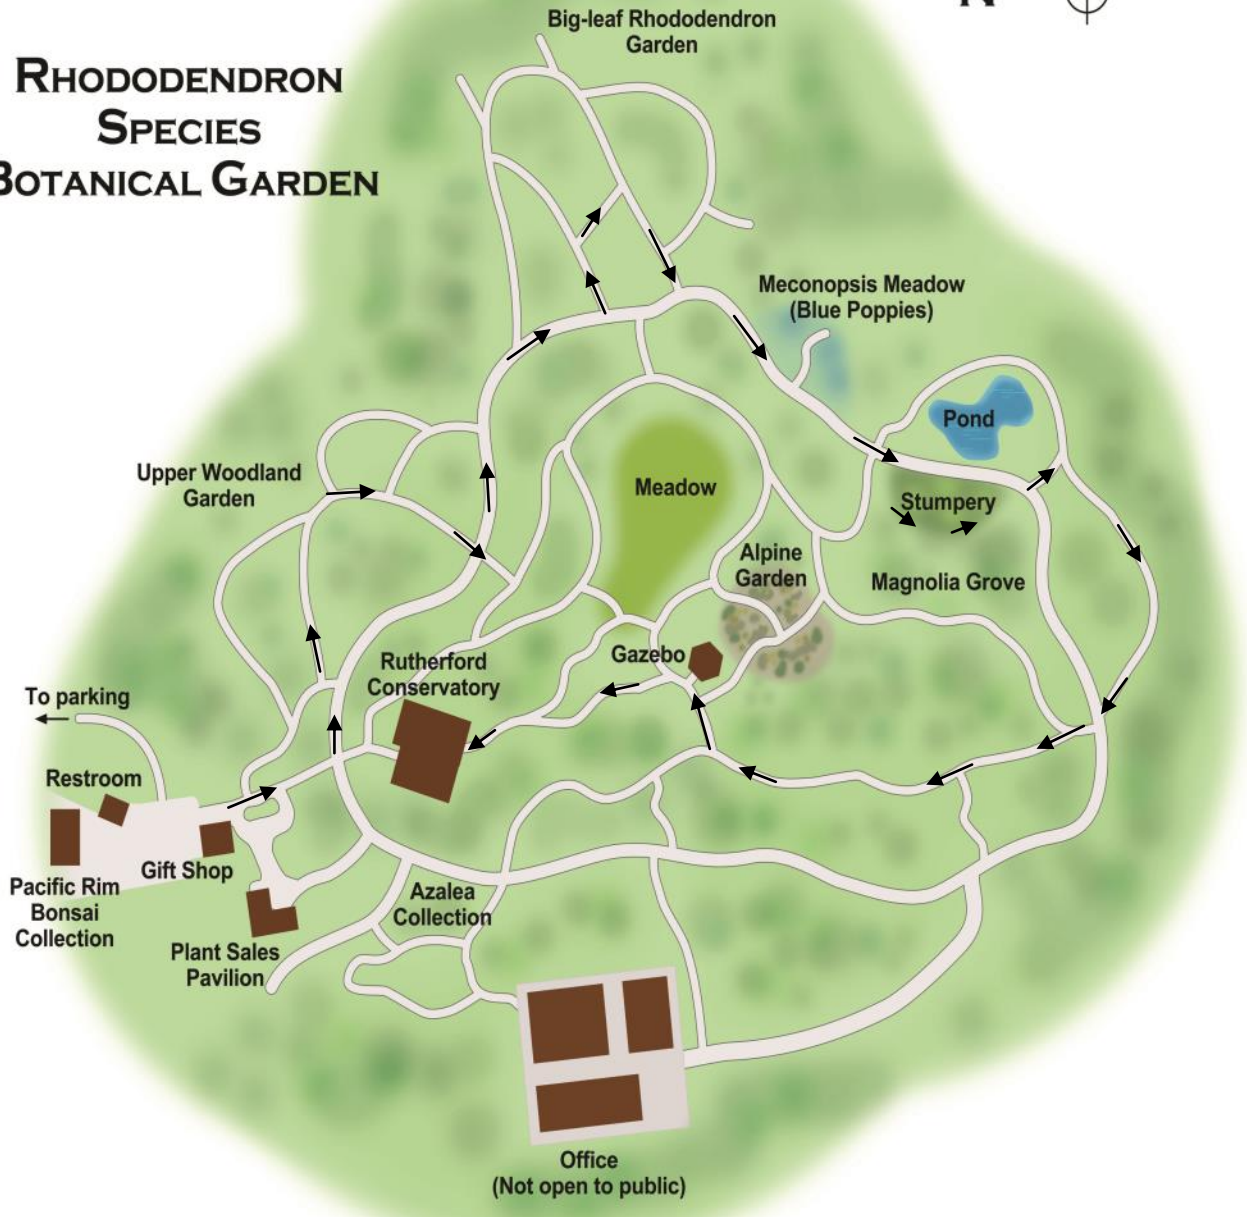 N
Big-leaf Rhododendron
Garden
RHODODENDRON
SPECIES
BOTANICAL GARDEN
Meconopsis Meadow
(Blue Poppies)
Pond
Upper Woodland
Garden
Meadow
Stumpery
Alpine
Garden
Magnolia Grove
Gazebo
Rutherford
Conservatory
To parking
Restroom
Gift Shop
Pacific Rim
Bonsai
Collection
Azalea
Collection
Plant Sales
Pavilion
Office
(Not open to public)